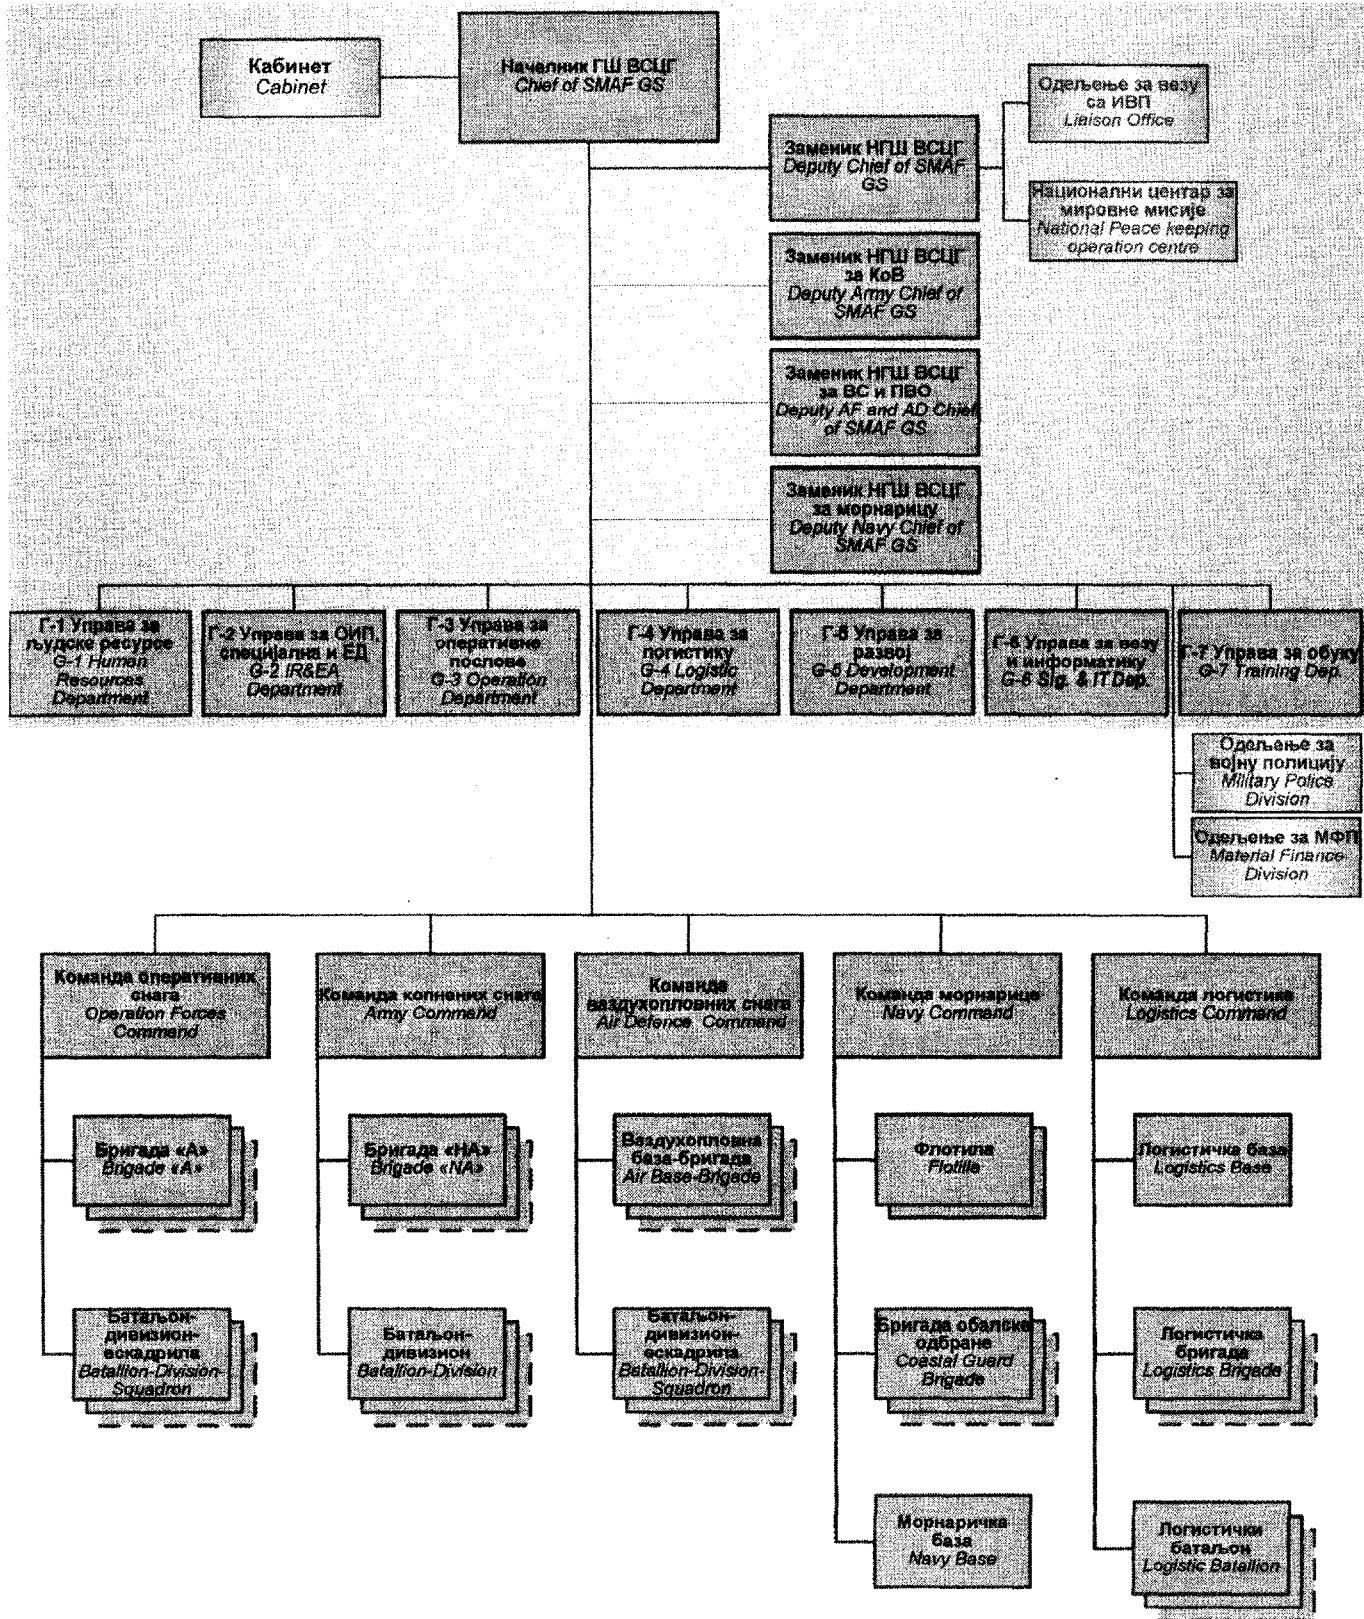 Кабинет
Cabinet
Начелник ГШ ВСЦГ
Chief of SMAF GS
Одељење за везу
са ИВП
Liaison Office
Заменик НГШ ВСЦГ
Deputy Chief of SMAF
GS
Национални центар за
мировне мисије
National Peace keeping
operation centre
Заменик НГШ ВСЦГ
за КоВ
Deputy Army Chief of
SMAF GS
Заменик НГШ ВСЦГ
за ВС и ПВО
Deputy AF and AD Chief
of SMAF GS
Заменик НГШ ВСЦГ
за морнарицу
Deputy Navy Chief of
SMAF GS
Г-1 Управа за
људске ресурсе
G-1 Human
Resources
Department
Г-2 Управа за ОИП,
специјална и ЕД
G-2 IR&EA
Department
Г-3 Управа за
оперативне
послове
G-3 Operation
Department
Г-4 Управа за
логистику
G-4 Logistic
Department
Г-5 Управа за
развој
G-5 Development
Department
Г-6 Управа за везу
и информатику
G-6 Sig. & IT Dep.
Г-7 Управа за обуку
G-7 Training Dep.
Одељење за
војну полицију
Military Police
Division
Одељење за МФП
Material Finance
Division
Команда оперативних
снага
Operation Forces
Command
Команда копнених снага
Army Command
Команда
ваздухопловних снага
Air Defence Command
Команда морнарице
Navy Command
Команда логистике
Logistics Command
Бригада «А»
Brigade «A»
Бригада «НА»
Brigade «NA»
Ваздухопловна
база-бригада
Air Base-Brigade
Флотила
Flotille
Логистичка база
Logistics Base
Батаљон-
дивизион-
ескадрила
Batallion-Division-
Squadron
Батаљон-
дивизион
Batallion-Division
Батаљон-
дивизион-
ескадрила
Batallion-Division-
Squadron
Бригада обалске
одбране
Coastal Guard
Brigade
Логистичка
бригада
Logistics Brigade
Морнаричка
база
Navy Base
Логистички
батаљон
Logistic Batallion